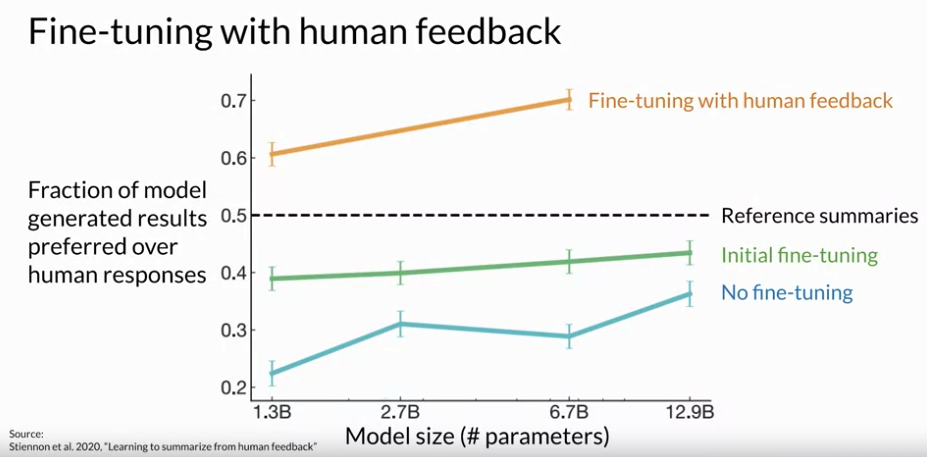 Fine-tuning with human feedback
0.7
Fine-tuning with human feedback
0.6
Fraction of model
generated results
preferred over
human responses
0.5
Reference summaries
Initial fine-tuning
0.4
No fine-tuning
0.3
0.2
1.3B 2.7B 6.7B 12.9B
Model size (# parameters)
Source:
Stiennon et al. 2020, "Learning to summarize from human feedback"